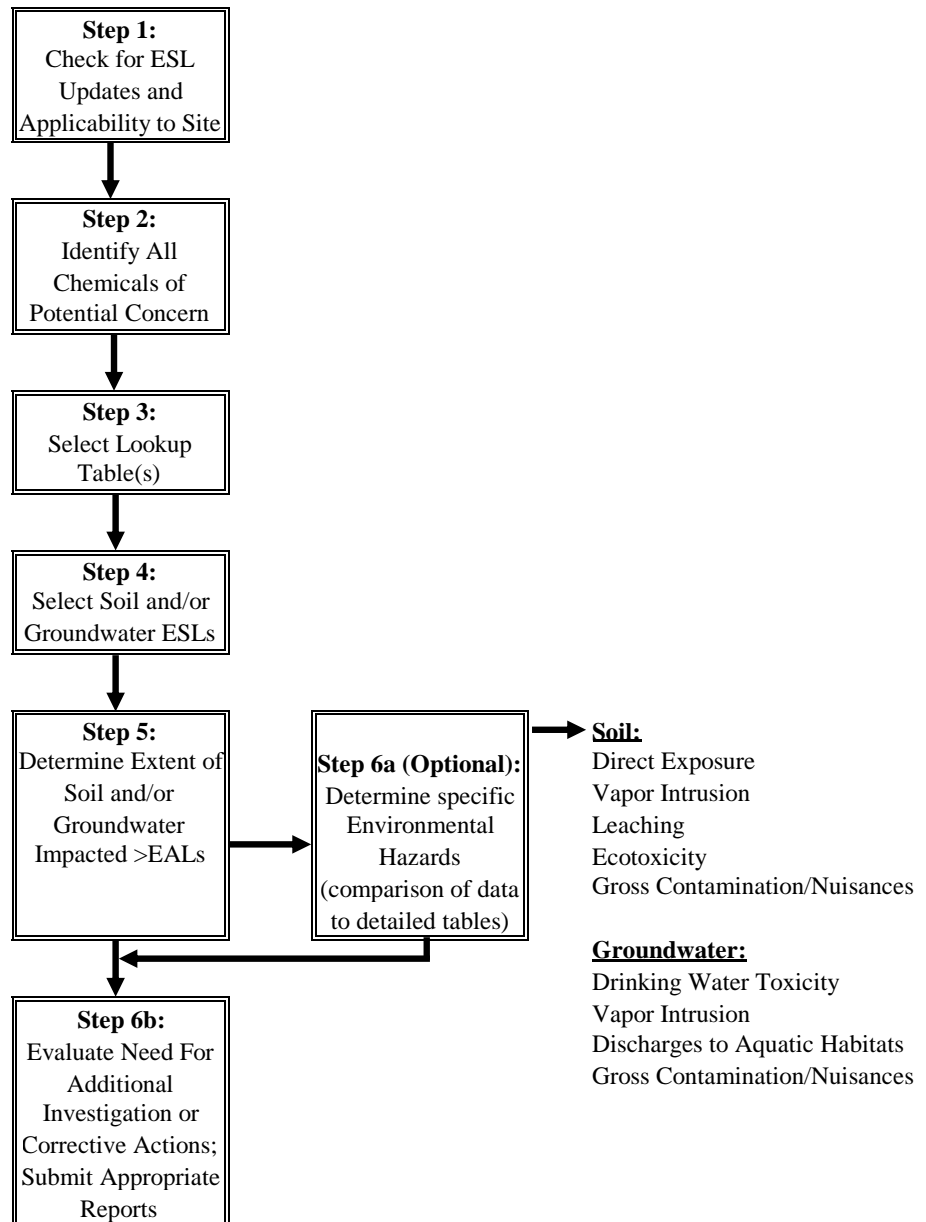 Step 1:
Check for ESL
Updates and
Applicability to Site
Step 2:
Identify All
Chemicals of
Potential Concern
Step 3:
Select Lookup
Table(s)
Step 4:
Select Soil and/or
Groundwater ESLs
Step 5:
Determine Extent of
Soil and/or
Groundwater
Impacted >EALs
Step 6a (Optional):
Determine specific
Environmental
Hazards
(comparison of data
to detailed tables)
Soil:
Direct Exposure
Vapor Intrusion
Leaching
Ecotoxicity
Gross Contamination/Nuisances
Groundwater:
Drinking Water Toxicity
Vapor Intrusion
Discharges to Aquatic Habitats
Gross Contamination/Nuisances
Step 6b:
Evaluate Need For
Additional
Investigation or
Corrective Actions;
Submit Appropriate
Reports